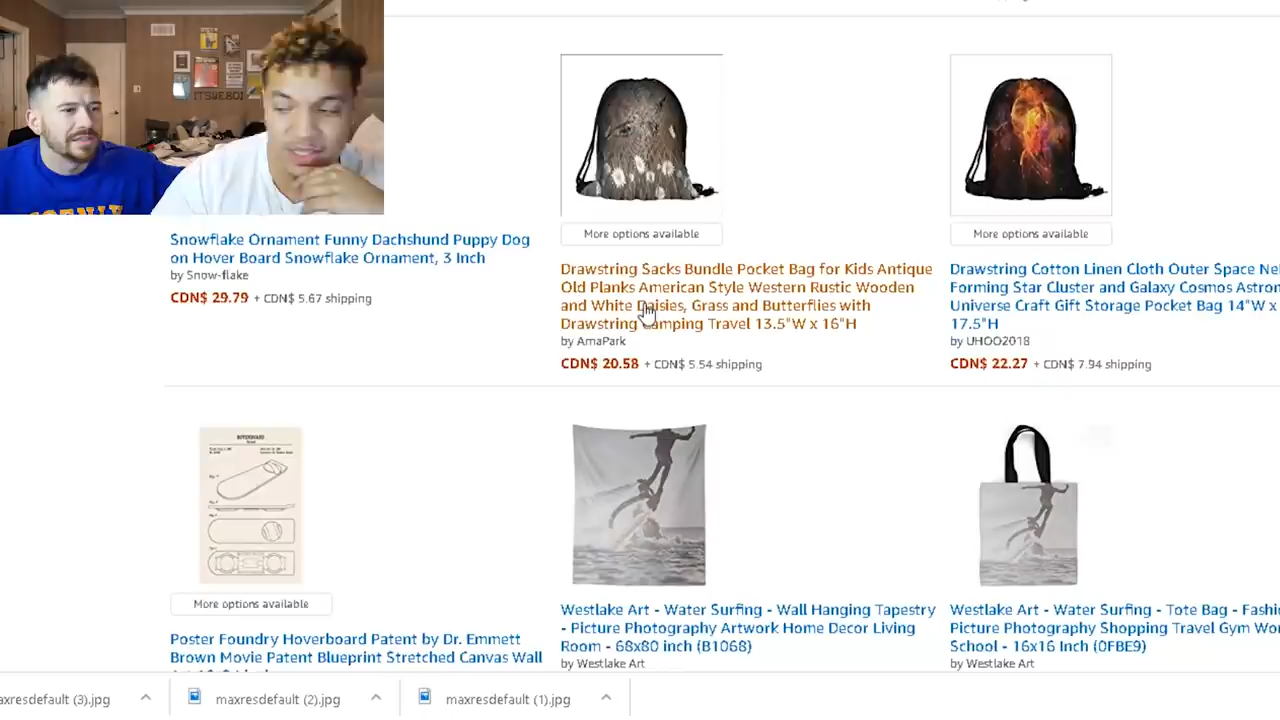 ITSWEBOI
More options available
More options available
Snowflake Ornament Funny Dachshund Puppy Dog
on Hover Board Snowflake Ornament, 3 Inch
by Snow-flake
CDN$ 29.79 + CDN$ 5.67 shipping
Drawstring Sacks Bundle Pocket Bag for Kids Antique
Old Planks American Style Western Rustic Wooden
and White Daisies, Grass and Butterflies with
Drawstring Camping Travel 13.5"W x 16"H
by AmaPark
CDN$ 20.58 + CDN$ 5.54 shipping
Drawstring Cotton Linen Cloth Outer Space
Forming Star Cluster and Galaxy Cosmos
Universe Craft Gift Storage Pocket Bag 14"W x
17.5"H
by UHOO2018
CDN$ 22.27 + CDN$ 7.94 shipping
HOVERBOARD
More options available
Poster Foundry Hoverboard Patent by Dr. Emmett
Brown Movie Patent Blueprint Stretched Canvas Wall
Westlake Art - Water Surfing - Wall Hanging Tapestry
- Picture Photography Artwork Home Decor Living
Room - 68x80 inch (B1068)
by Westlake Art
Westlake Art - Water Surfing - Tote Bag -
Picture Photography Shopping Travel Gym
School - 16x16 Inch (0FBE9)
by Westlake Art
axresdefault (3).jpg
maxresdefault (2).jpg
maxresdefault (1).jpg